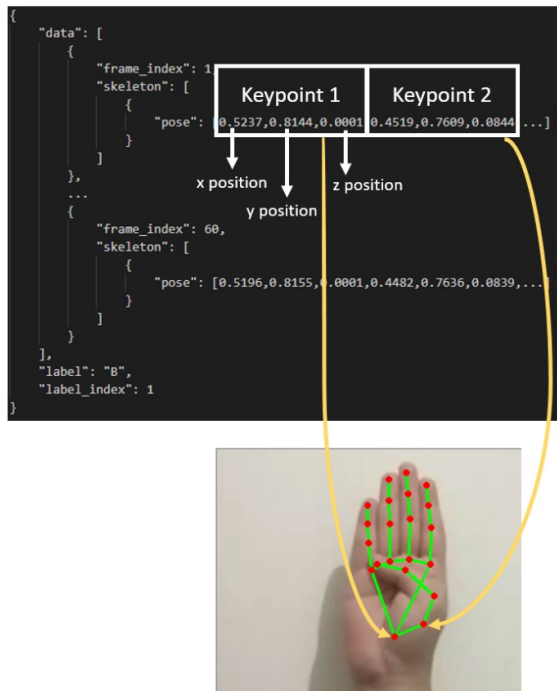 {
"data": [
{
"frame_index": 1,
"skeleton": [
Keypoint 1 Keypoint 2
{
"pose": [0.5237,0.8144,0.0001,0.4519,0.7609,0.0844,...]
}
]
x position y position z position
},
...
{
"frame_index": 60,
"skeleton": [
{
"pose": [0.5196,0.8155,0.0001,0.4482,0.7636,0.0839,...]
}
]
}
],
"label": "B",
"label_index": 1
}